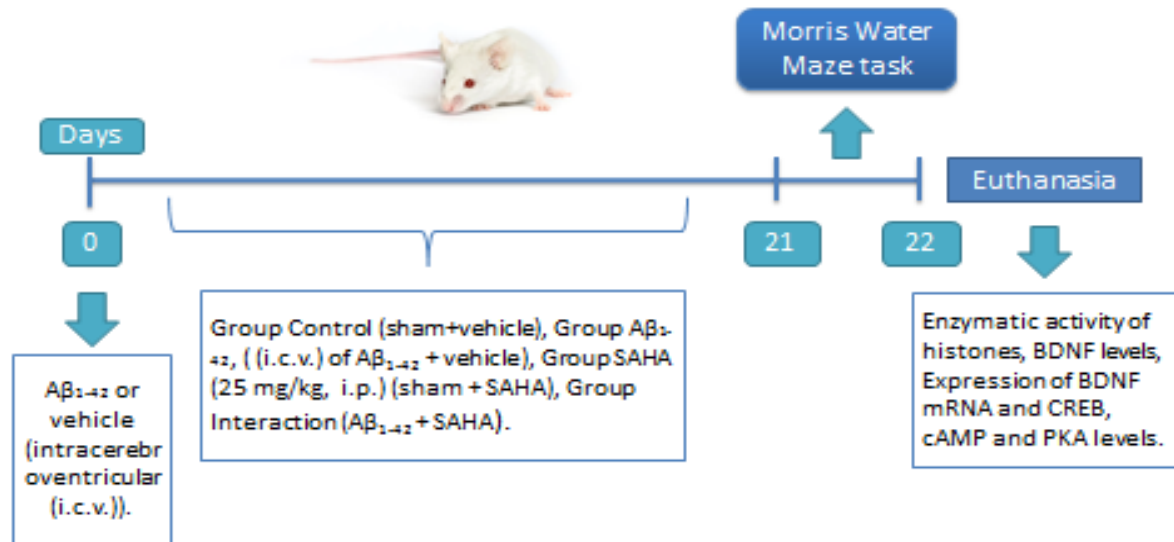 Morris Water
Maze task
Days
Euthanasia
0
21
22
Aβ₁₋₄₂ or
vehicle
(intracerebr
oventricular
(i.c.v.)).
Group Control (sham+vehicle), Group Aβ₁₋
₄₂, ( (i.c.v.) of Aβ₁₋₄₂ + vehicle), Group SAHA
(25 mg/kg, i.p.) (sham + SAHA), Group
Interaction (Aβ₁₋₄₂ + SAHA).
Enzymatic activity of
histones, BDNF levels,
Expression of BDNF
mRNA and CREB,
cAMP and PKA levels.